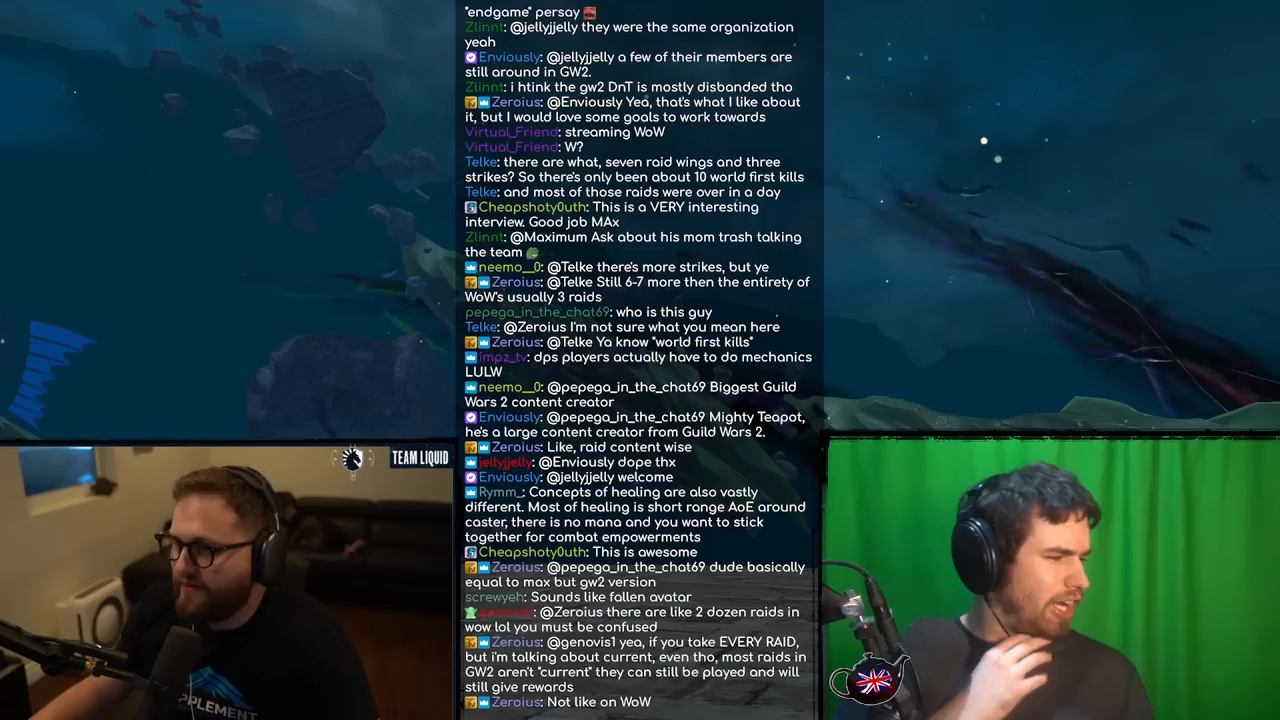 "endgame" persay
Zlinnt: @jellyjjelly they were the same organization
yeah
Enviously: @jellyjjelly a few of their members are
still around in GW2.
Zlinnt: i htink the gw2 DnT is mostly disbanded tho
Zeroius: @Enviously Yea, that's what I like about
it, but I would love some goals to work towards
Virtual_Friend: streaming WoW
Virtual_Friend: W?
Telke: there are what, seven raid wings and three
strikes? So there's only been about 10 world first kills
Telke: and most of those raids were over in a day
Cheapshoty0uth: This is a VERY interesting
interview. Good job MAx
Zlinnt: @Maximum Ask about his mom trash talking
the team
neemo__0: @Telke there's more strikes, but ye
Zeroius: @Telke Still 6-7 more then the entirety of
WoW's usually 3 raids
pepega_in_the_chat69: who is this guy
Telke: @Zeroius I'm not sure what you mean here
Zeroius: @Telke Ya know "world first kills"
impz_tv: dps players actually have to do mechanics
LULW
neemo__0: @pepega_in_the_chat69 Biggest Guild
Wars 2 content creator
Enviously: @pepega_in_the_chat69 Mighty Teapot,
he's a large content creator from Guild Wars 2.
Zeroius: Like, raid content wise
jellyjjelly: @Enviously dope thx
Enviously: @jellyjjelly welcome
Rymm_: Concepts of healing are also vastly
different. Most of healing is short range AoE around
caster, there is no mana and you want to stick
together for combat empowerments
Cheapshoty0uth: This is awesome
Zeroius: @pepega_in_the_chat69 dude basically
equal to max but gw2 version
screwyeh: Sounds like fallen avatar
genovis1: @Zeroius there are like 2 dozen raids in
wow lol you must be confused
Zeroius: @genovis1 yea, if you take EVERY RAID,
but i'm talking about current, even tho, most raids in
GW2 aren't "current" they can still be played and will
still give rewards
Zeroius: Not like on WoW
TEAM LIQUID
PPLEMENT